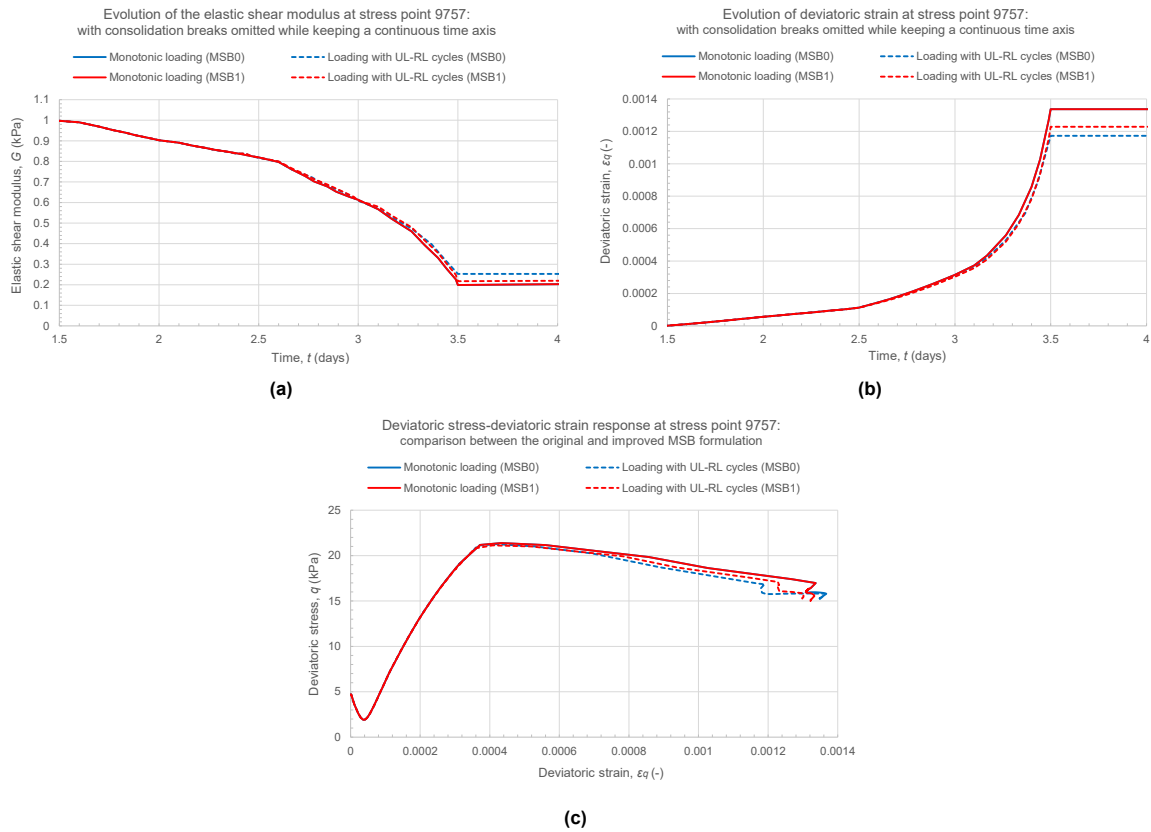 Evolution of the elastic shear modulus at stress point 9757:
with consolidation breaks omitted while keeping a continuous time axis
Monotonic loading (MSB0)
Loading with UL-RL cycles (MSB0)
Monotonic loading (MSB1)
Loading with UL-RL cycles (MSB1)
Elastic shear modulus, G (kPa)
1.1
1
0.9
0.8
0.7
0.6
0.5
0.4
0.3
0.2
0.1
0
1.5 2 2.5 3 3.5 4
Time, t (days)
(a)
Evolution of deviatoric strain at stress point 9757:
with consolidation breaks omitted while keeping a continuous time axis
Monotonic loading (MSB0)
Loading with UL-RL cycles (MSB0)
Monotonic loading (MSB1)
Loading with UL-RL cycles (MSB1)
Deviatoric strain, εq (-)
0.0014
0.0012
0.001
0.0008
0.0006
0.0004
0.0002
0
1.5 2 2.5 3 3.5 4
Time, t (days)
(b)
Deviatoric stress-deviatoric strain response at stress point 9757:
comparison between the original and improved MSB formulation
Monotonic loading (MSB0)
Loading with UL-RL cycles (MSB0)
Monotonic loading (MSB1)
Loading with UL-RL cycles (MSB1)
Deviatoric stress, q (kPa)
25
20
15
10
5
0
0 0.0002 0.0004 0.0006 0.0008 0.001 0.0012 0.0014
Deviatoric strain, εq (-)
(c)